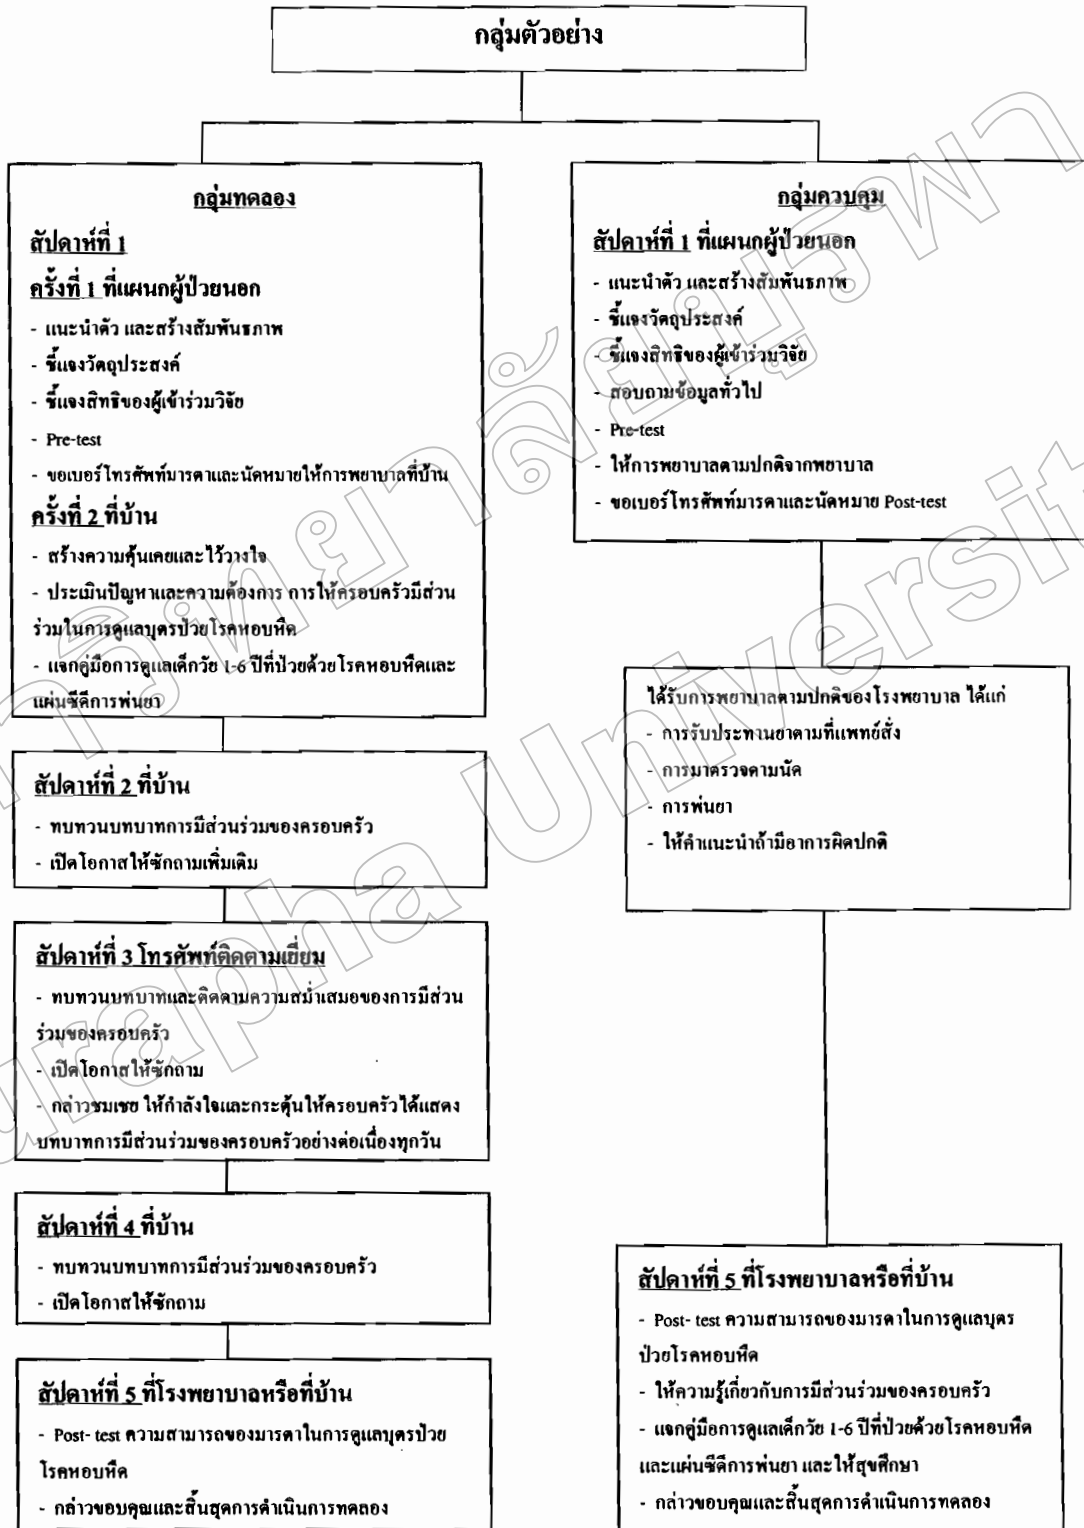 กลุ่มตัวอย่าง
กลุ่มทดลอง
สัปดาห์ที่ 1
ครั้งที่ 1 ที่แผนกผู้ป่วยนอก
- แนะนำตัว และสร้างสัมพันธภาพ
- ชี้แจงวัตถุประสงค์
- ชี้แจงสิทธิของผู้เข้าร่วมวิจัย
- Pre-test
- ขอเบอร์โทรศัพท์มารดาและนัดหมายให้การพยาบาลที่บ้าน
ครั้งที่ 2 ที่บ้าน
- สร้างความคุ้นเคยและไว้วางใจ
- ประเมินปัญหาและความต้องการ การให้ครอบครัวมีส่วน
ร่วมในการดูแลบุตรป่วยโรคหอบหืด
- แจกคู่มือการดูแลเด็กวัย 1-6 ปีที่ป่วยด้วยโรคหอบหืดและ
แผ่นซีดีการพ่นยา
สัปดาห์ที่ 2 ที่บ้าน
- ทบทวนบทบาทการมีส่วนร่วมของครอบครัว
- เปิดโอกาสให้ซักถามเพิ่มเติม
สัปดาห์ที่ 3 โทรศัพท์ติดตามเยี่ยม
- ทบทวนบทบาทและติดตามความสม่ำเสมอของการมีส่วน
ร่วมของครอบครัว
- เปิดโอกาสให้ซักถาม
- กล่าวชมเชย ให้กำลังใจและกระตุ้นให้ครอบครัวได้แสดง
บทบาทการมีส่วนร่วมของครอบครัวอย่างต่อเนื่องทุกวัน
สัปดาห์ที่ 4 ที่บ้าน
- ทบทวนบทบาทการมีส่วนร่วมของครอบครัว
- เปิดโอกาสให้ซักถาม
สัปดาห์ที่ 5 ที่โรงพยาบาลหรือที่บ้าน
- Post- test ความสามารถของมารดาในการดูแลบุตรป่วย
โรคหอบหืด
- กล่าวขอบคุณและสิ้นสุดการดำเนินการทดลอง
กลุ่มควบคุม
สัปดาห์ที่ 1 ที่แผนกผู้ป่วยนอก
- แนะนำตัว และสร้างสัมพันธภาพ
- ชี้แจงวัตถุประสงค์
- ชี้แจงสิทธิของผู้เข้าร่วมวิจัย
- สอบถามข้อมูลทั่วไป
- Pre-test
- ให้การพยาบาลตามปกติจากพยาบาล
- ขอเบอร์โทรศัพท์มารดาและนัดหมาย Post-test
ได้รับการพยาบาลตามปกติของโรงพยาบาล ได้แก่
- การรับประทานยาตามที่แพทย์สั่ง
- การมาตรวจตามนัด
- การพ่นยา
- ให้คำแนะนำถ้ามีอาการผิดปกติ
สัปดาห์ที่ 5 ที่โรงพยาบาลหรือที่บ้าน
- Post- test ความสามารถของมารดาในการดูแลบุตร
ป่วยโรคหอบหืด
- ให้ความรู้เกี่ยวกับการมีส่วนร่วมของครอบครัว
- แจกคู่มือการดูแลเด็กวัย 1-6 ปีที่ป่วยด้วยโรคหอบหืด
และแผ่นซีดีการพ่นยา และให้สุขศึกษา
- กล่าวขอบคุณและสิ้นสุดการดำเนินการทดลอง
าวิทยาลัยบูรพา
urapha Universit